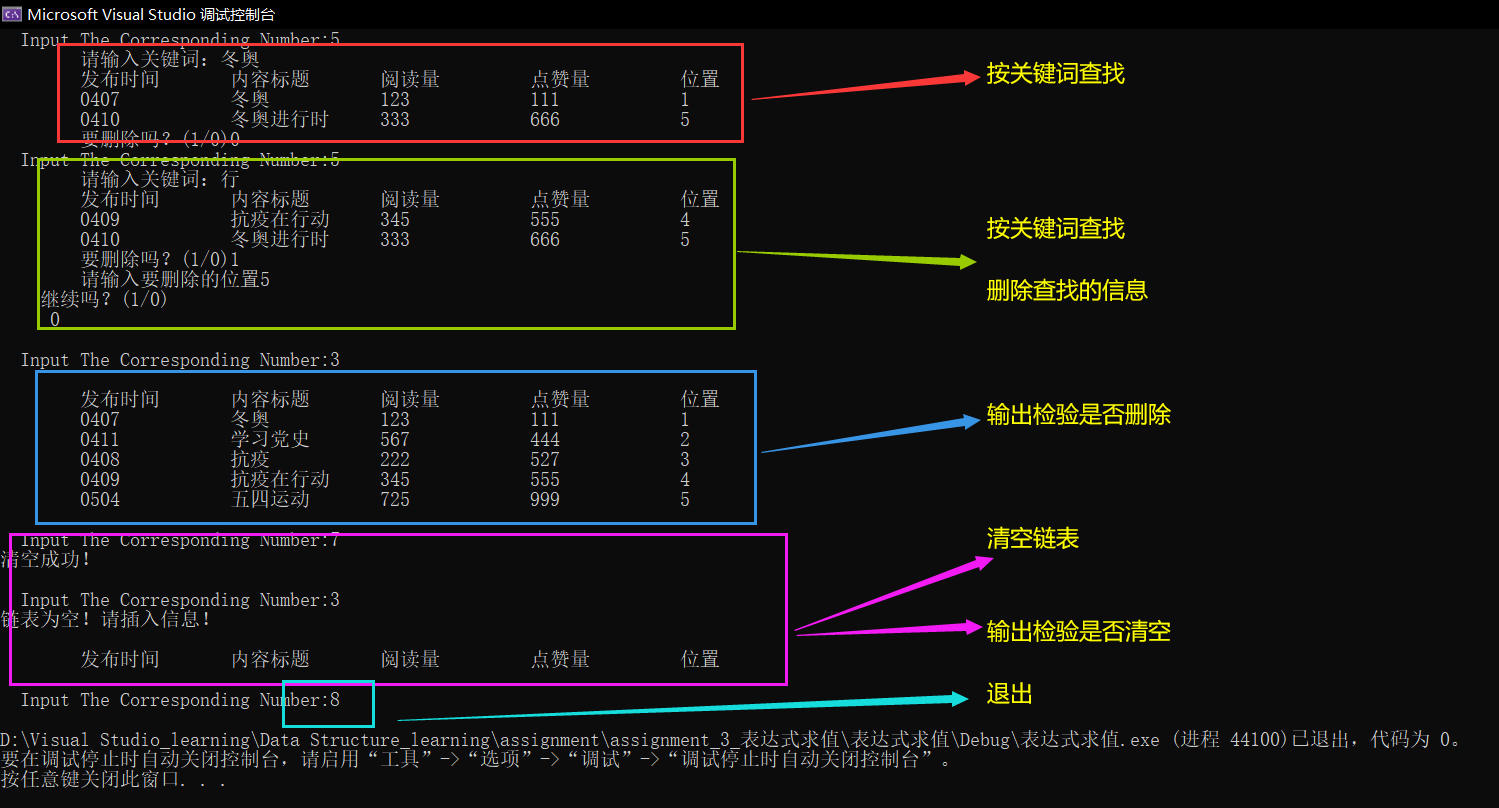 Microsoft Visual Studio 调试控制台
Input The Corresponding Number:5
请输入关键词: 冬奥
发布时间 内容标题 阅读量 点赞量 位置
0407 冬奥 123 111 1
0410 冬奥进行时 333 666 5
要删除吗? (1/0)0
按关键词查找
Input The Corresponding Number:5
请输入关键词: 行
发布时间 内容标题 阅读量 点赞量 位置
0409 抗疫在行动 345 555 4
0410 冬奥进行时 333 666 5
要删除吗? (1/0)1
请输入要删除的位置5
继续吗? (1/0)
0
按关键词查找
删除查找的信息
Input The Corresponding Number:3
发布时间 内容标题 阅读量 点赞量 位置
0407 冬奥 123 111 1
0411 学习党史 567 444 2
0408 抗疫 222 527 3
0409 抗疫在行动 345 555 4
0504 五四运动 725 999 5
输出检验是否删除
Input The Corresponding Number:7
清空成功!
清空链表
Input The Corresponding Number:3
链表为空! 请插入信息!
发布时间 内容标题 阅读量 点赞量 位置
输出检验是否清空
Input The Corresponding Number:8
退出
D:\Visual Studio_learning\Data Structure_learning\assignment\assignment_3_表达式求值\表达式求值\Debug\表达式求值.exe (进程 44100)已退出，代码为 0。
要在调试停止时自动关闭控制台，请启用“工具”->“选项”->“调试”->“调试停止时自动关闭控制台”。
按任意键关闭此窗口. . .